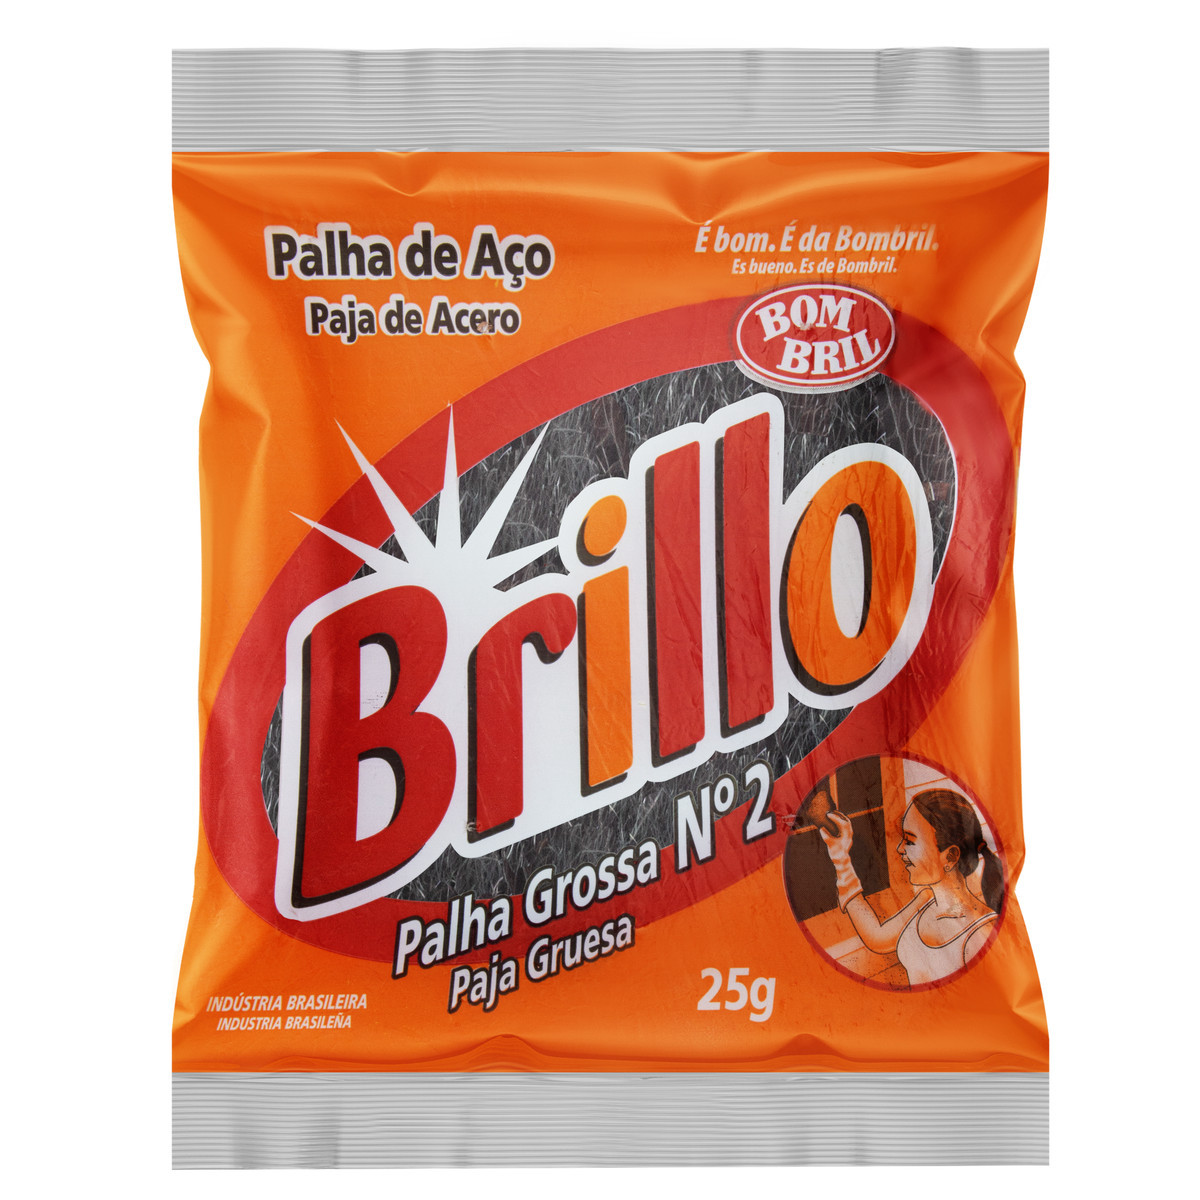 Palha de Aço
Paja de Acero
É bom. É da Bombril.
Es bueno. Es de Bombril.
BOM
BRIL
Brillo
Palha Grossa Nº 2
Paja Gruesa
25g
INDÚSTRIA BRASILEIRA
INDUSTRIA BRASILEÑA